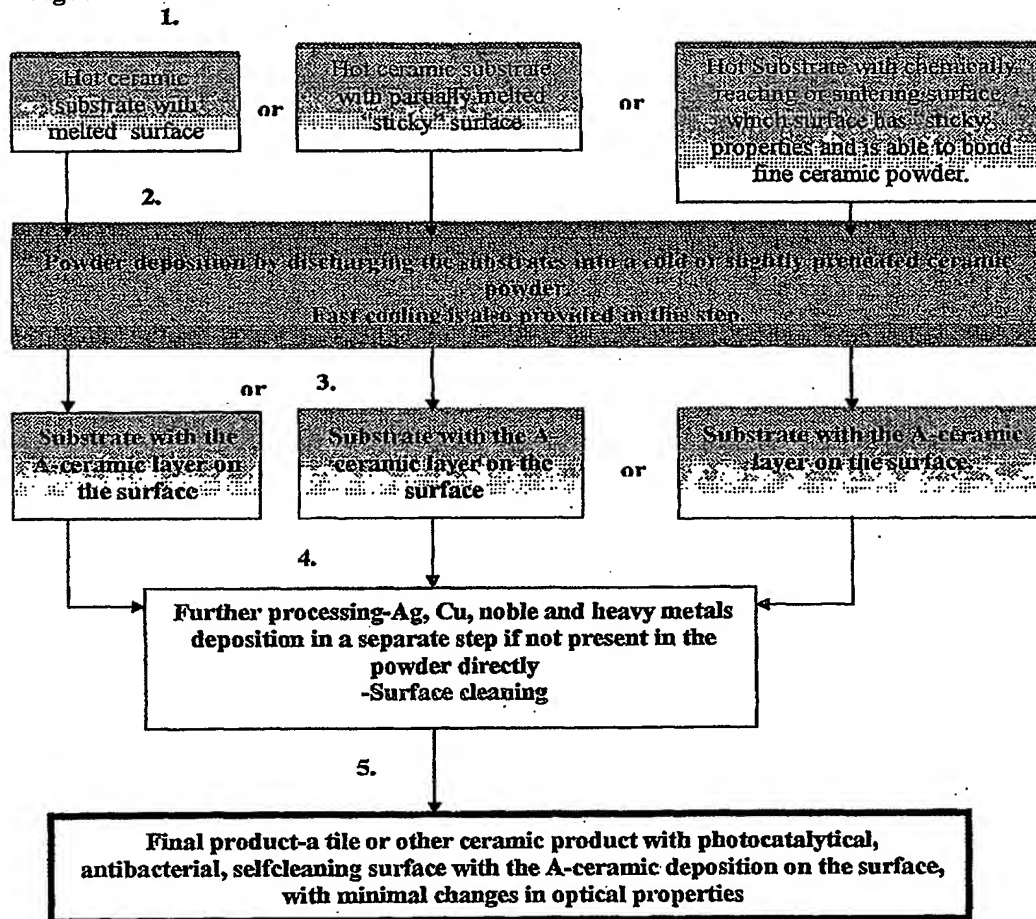 1.
Hot ceramic
substrate with
melted surface
or
Hot ceramic substrate
with partially melted
"sticky" surface
or
Hot Substrate with chemically
reacting or sintering surface,
which surface has "sticky"
properties and is able to bond
fine ceramic powder.
2.
Powder deposition by discharging the substrates into a cold or slightly preheated ceramic
powder.
Fast cooling is also provided in this step.
or
3.
Substrate with the
A-ceramic layer on
the surface
Substrate with the A-
ceramic layer on the
surface
or
Substrate with the A-ceramic
layer on the surface.
4.
Further processing-Ag, Cu, noble and heavy metals
deposition in a separate step if not present in the
powder directly
-Surface cleaning
5.
Final product-a tile or other ceramic product with photocatalytical,
antibacterial, selfcleaning surface with the A-ceramic deposition on the surface,
with minimal changes in optical properties